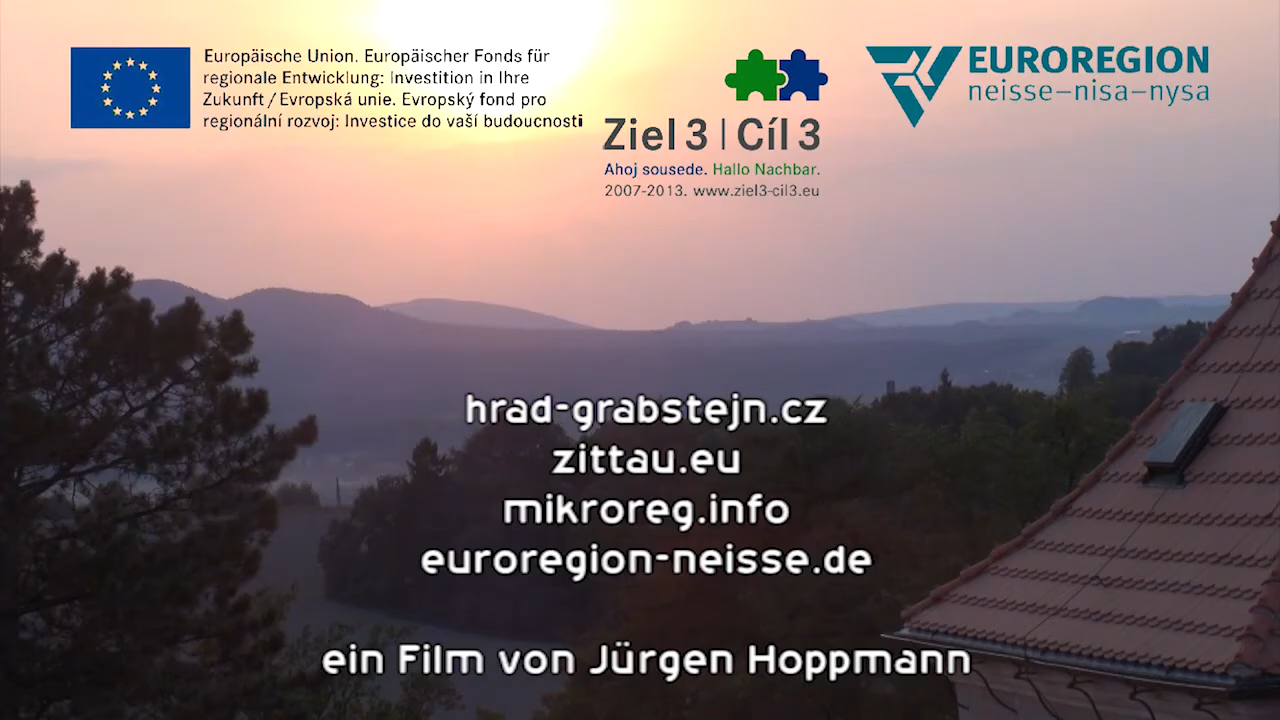 Europäische Union. Europäischer Fonds für
regionale Entwicklung: Investition in Ihre
Zukunft / Evropská unie. Evropský fond pro
regionální rozvoj: Investice do vaší budoucnosti
Ziel 3 | Cíl 3
Ahoj sousede. Hallo Nachbar.
2007-2013. www.ziel3-cil3.eu
EUROREGION
neisse–nisa–nysa
hrad-grabstejn.cz
zittau.eu
mikroreg.info
euroregion-neisse.de
ein Film von Jürgen Hoppmann